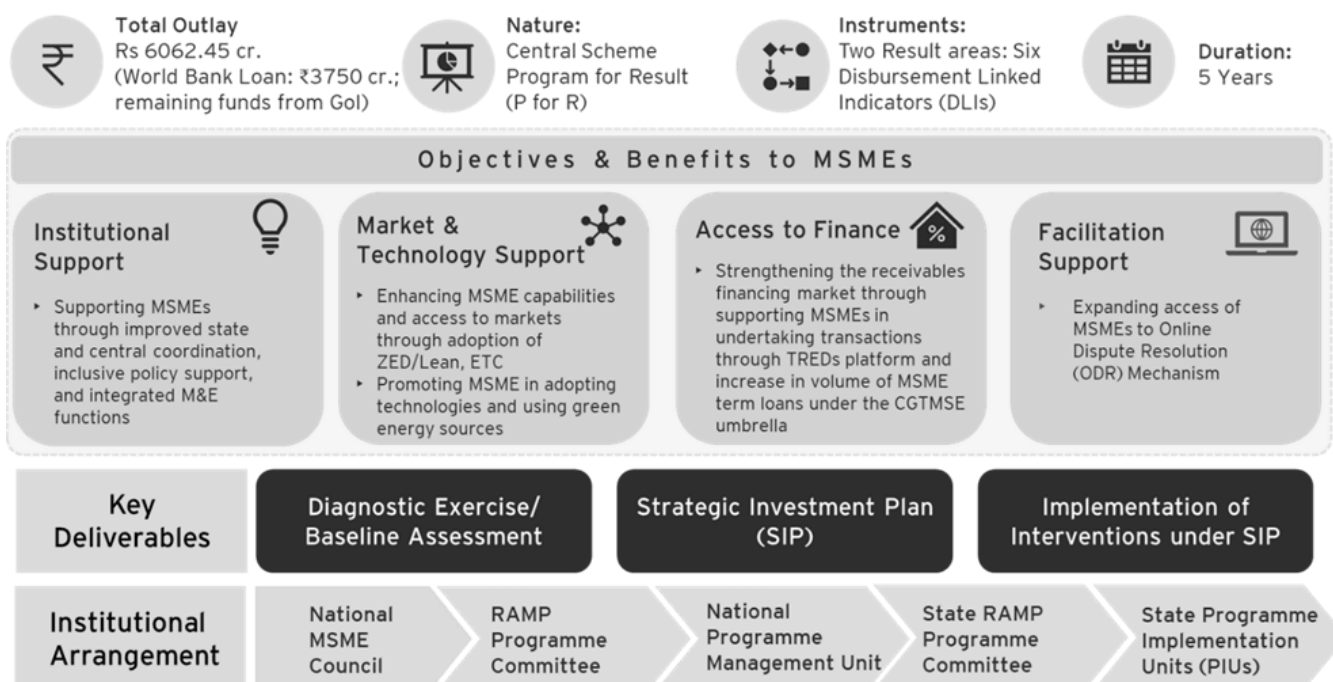 Total Outlay
Rs 6062.45 cr.
(World Bank Loan: ₹3750 cr.;
remaining funds from GoI)
Nature:
Central Scheme
Program for Result
(P for R)
Instruments:
Two Result areas: Six
Disbursement Linked
Indicators (DLIs)
Duration:
5 Years
Objectives & Benefits to MSMEs
Institutional
Support
‣ Supporting MSMEs
through improved state
and central coordination,
inclusive policy support,
and integrated M&E
functions
Market &
Technology Support
‣ Enhancing MSME capabilities
and access to markets
through adoption of
ZED/Lean, ETC
‣ Promoting MSME in adopting
technologies and using green
energy sources
Access to Finance
%
‣ Strengthening the receivables
financing market through
supporting MSMEs in
undertaking transactions
through TREDs platform and
increase in volume of MSME
term loans under the CGTMSE
umbrella
Facilitation
Support
‣ Expanding access of
MSMEs to Online
Dispute Resolution
(ODR) Mechanism
Key
Deliverables
Diagnostic Exercise/
Baseline Assessment
Strategic Investment Plan
(SIP)
Implementation of
Interventions under SIP
Institutional
Arrangement
National
MSME
Council
RAMP
Programme
Committee
National
Programme
Management Unit
State RAMP
Programme
Committee
State Programme
Implementation
Units (PIUs)